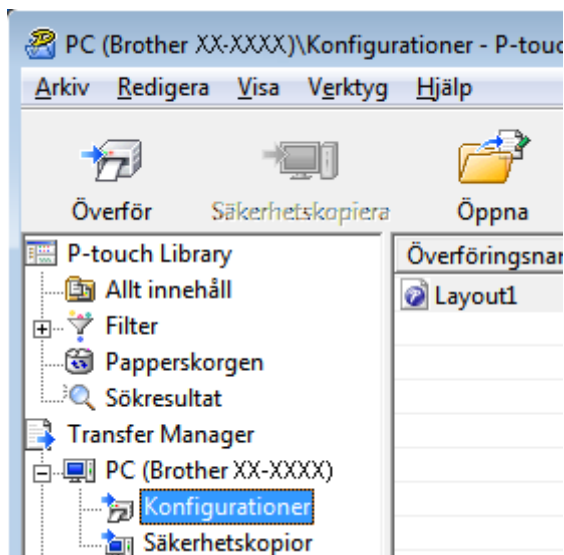 PC (Brother XX-XXXX)\Konfigurationer - P-touc
Arkiv Redigera Visa Verktyg Hjälp
Överför Säkerhetskopiera Öppna
P-touch Library
Allt innehåll
Filter
Papperskorgen
Sökresultat
Transfer Manager
PC (Brother XX-XXXX)
Konfigurationer
Säkerhetskopior
Överföringsnar
Layout1